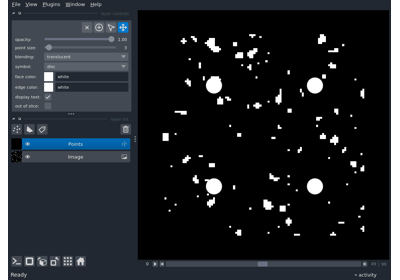 File View Plugins Window Help
opacity: 1.00
point size: 3
blending: translucent
symbol: disc
face color: white
edge color: white
display text: ✓
out of slice:
Points
Image
Ready
0
activity